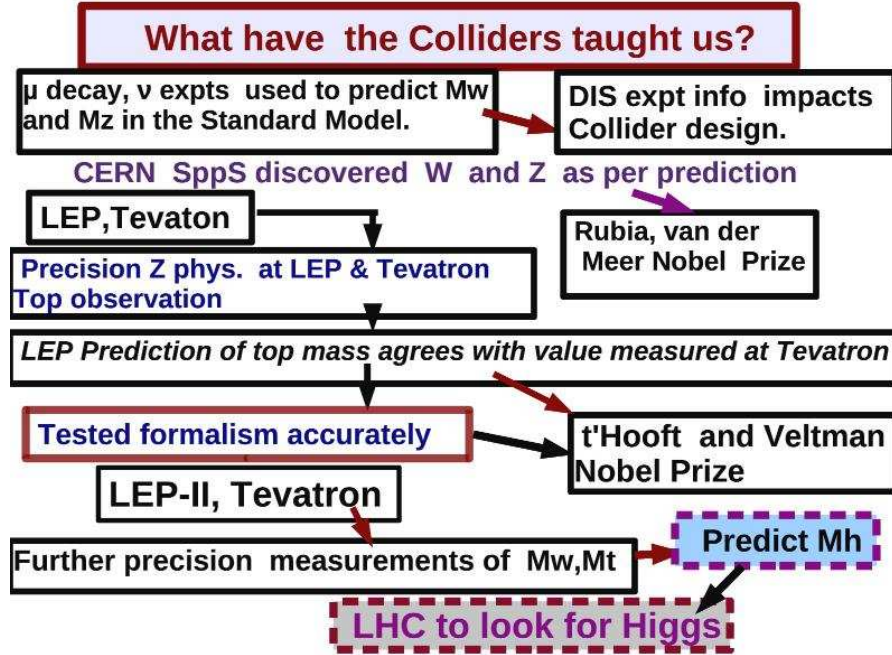 What have the Colliders taught us?
µ decay, ν expts used to predict Mw
and Mz in the Standard Model.
DIS expt info impacts
Collider design.
CERN SppS discovered W and Z as per prediction
LEP,Tevaton
Rubia, van der
Meer Nobel Prize
Precision Z phys. at LEP & Tevatron
Top observation
LEP Prediction of top mass agrees with value measured at Tevatron
Tested formalism accurately
t'Hooft and Veltman
Nobel Prize
LEP-II, Tevatron
Further precision measurements of Mw,Mt
Predict Mh
LHC to look for Higgs